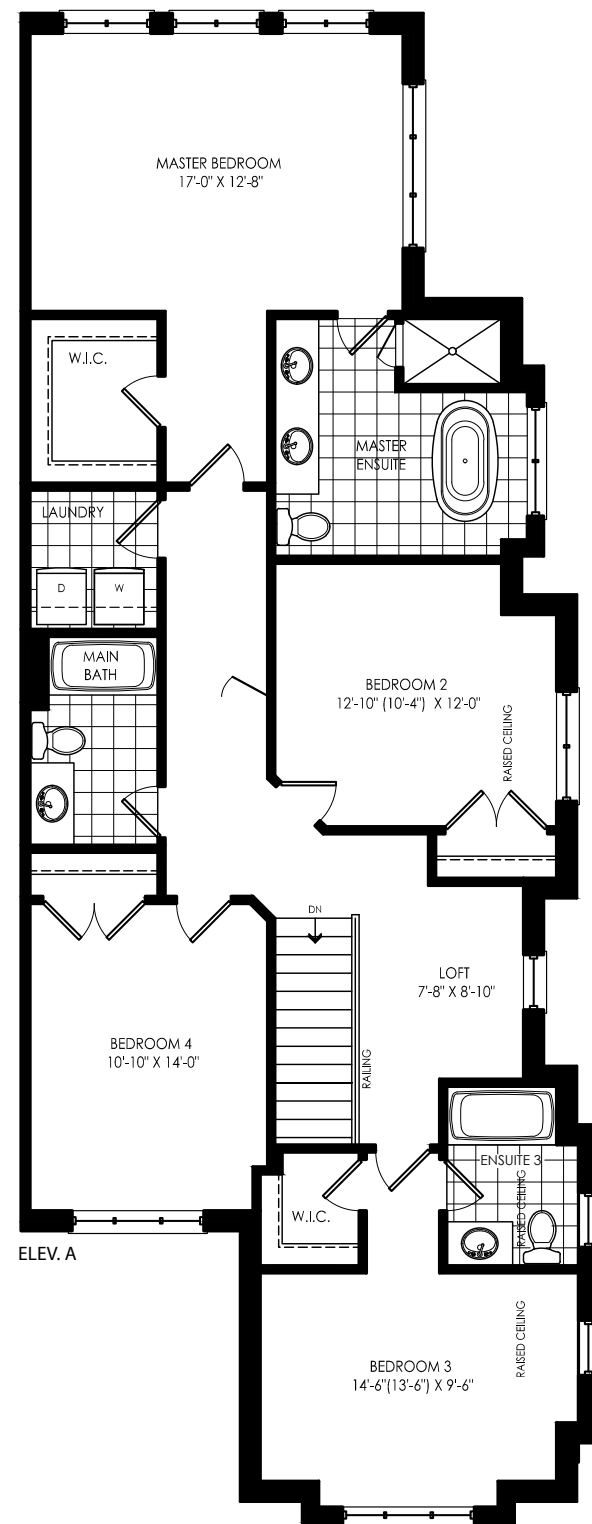 MASTER BEDROOM
17'-0" X 12'-8"
W.I.C.
MASTER
ENSUITE
LAUNDRY
D
W
MAIN
BATH
BEDROOM 2
12'-10" (10'-4") X 12'-0"
RAISED CEILING
DN
LOFT
7'-8" X 8'-10"
RAILING
BEDROOM 4
10'-10" X 14'-0"
ENSUITE 3
RAISED CEILING
W.I.C.
ELEV. A
RAISED CEILING
BEDROOM 3
14'-6"(13'-6") X 9'-6"